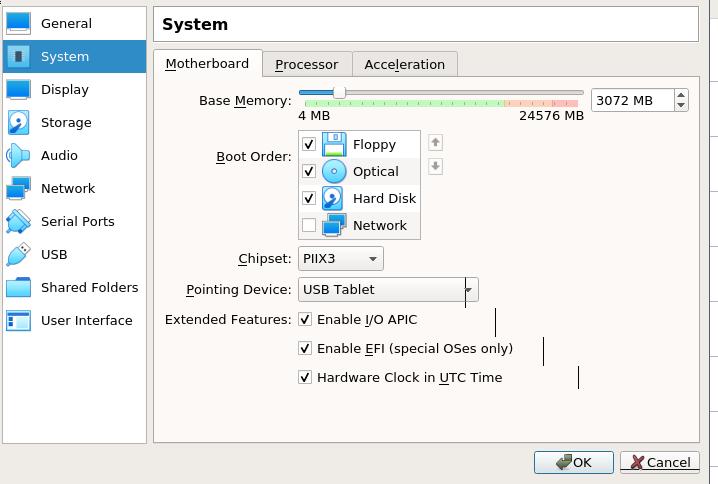 General
System
Display
Storage
Audio
Network
Serial Ports
USB
Shared Folders
User Interface
System
Motherboard Processor Acceleration
Base Memory: 3072 MB
4 MB 24576 MB
Boot Order:
Floppy
Optical
Hard Disk
Network
Chipset: PIIX3
Pointing Device: USB Tablet
Extended Features: Enable I/O APIC
Enable EFI (special OSes only)
Hardware Clock in UTC Time
OK Cancel